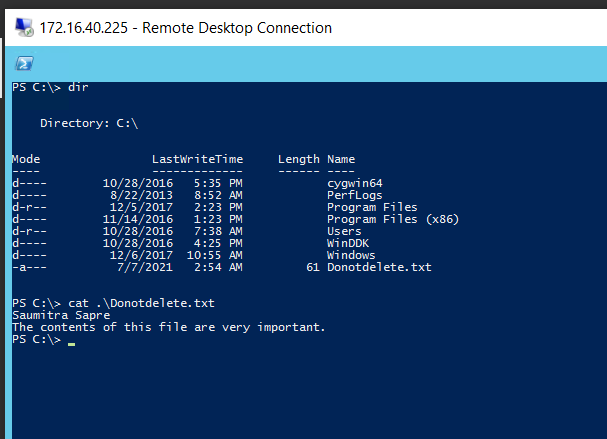 172.16.40.225 - Remote Desktop Connection
PS C:\> dir
Directory: C:\
Mode LastWriteTime Length Name
---- ------------- ------ ----
d---- 10/28/2016 5:35 PM cygwin64
d---- 8/22/2013 8:52 AM PerfLogs
d-r-- 12/5/2017 2:23 PM Program Files
d---- 11/14/2016 1:23 PM Program Files (x86)
d-r-- 10/28/2016 7:38 AM Users
d---- 10/28/2016 4:25 PM WinDDK
d---- 12/6/2017 10:55 AM Windows
-a--- 7/7/2021 2:54 AM 61 Donotdelete.txt
PS C:\> cat .\Donotdelete.txt
Saumitra Sapre
The contents of this file are very important.
PS C:\> _